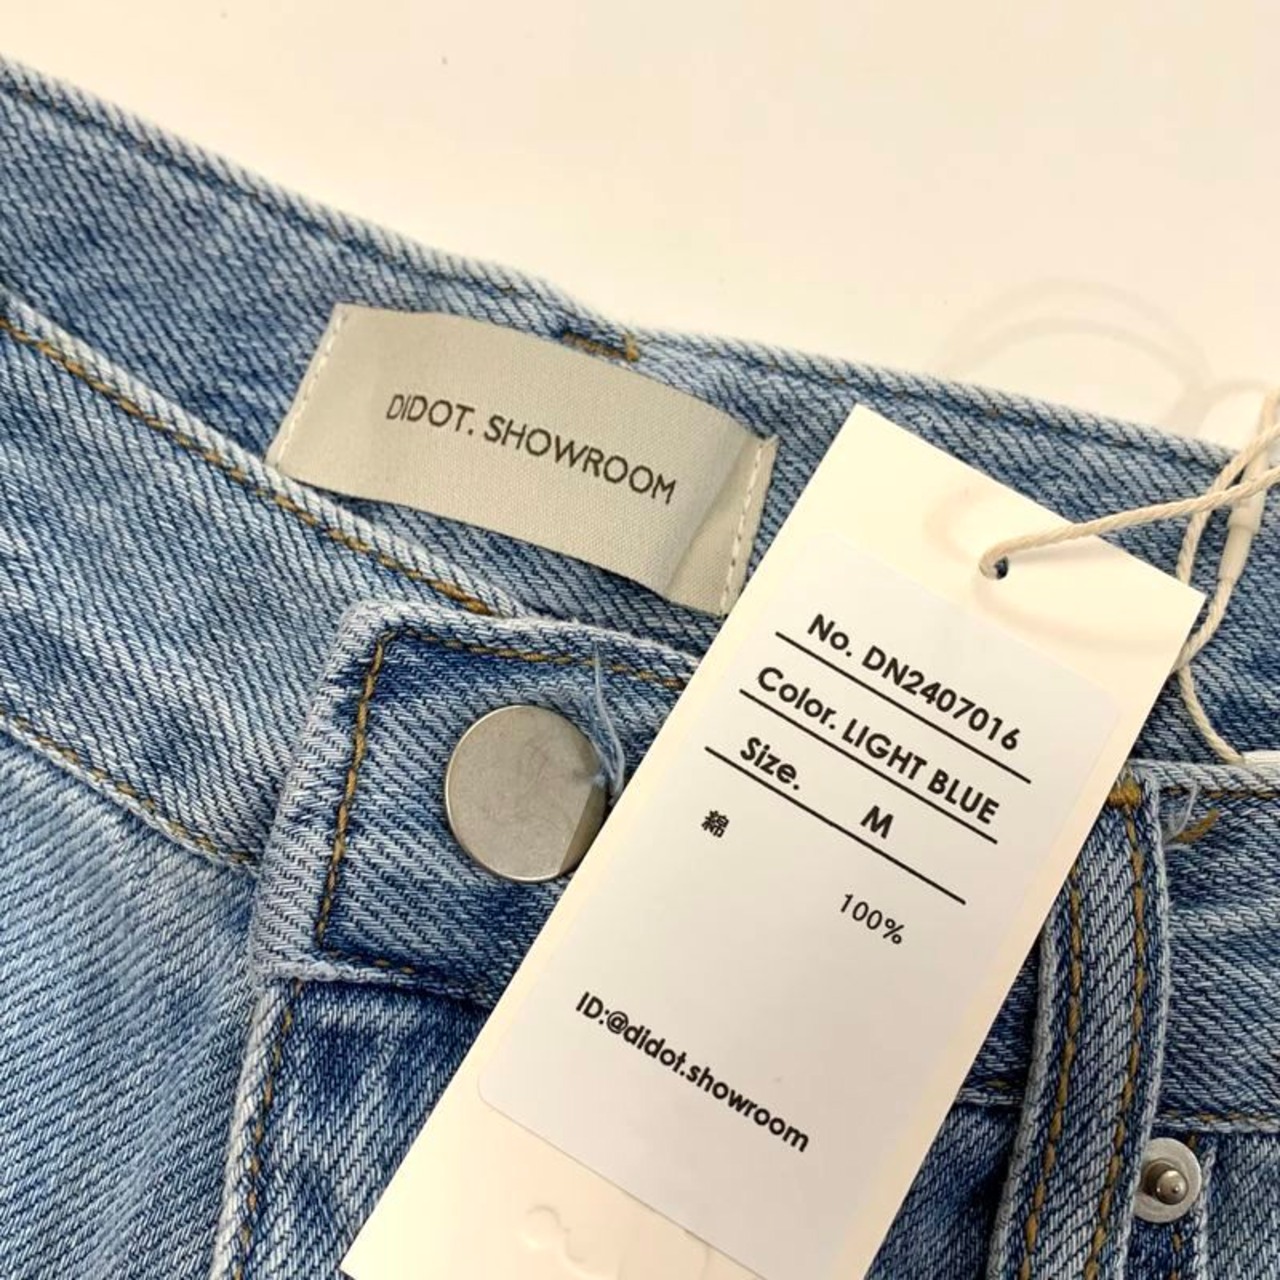 DIDOT. SHOWROOM
No. DN2407016
Color. LIGHT BLUE
Size. M
綿
100%
ID:@didot.showroom